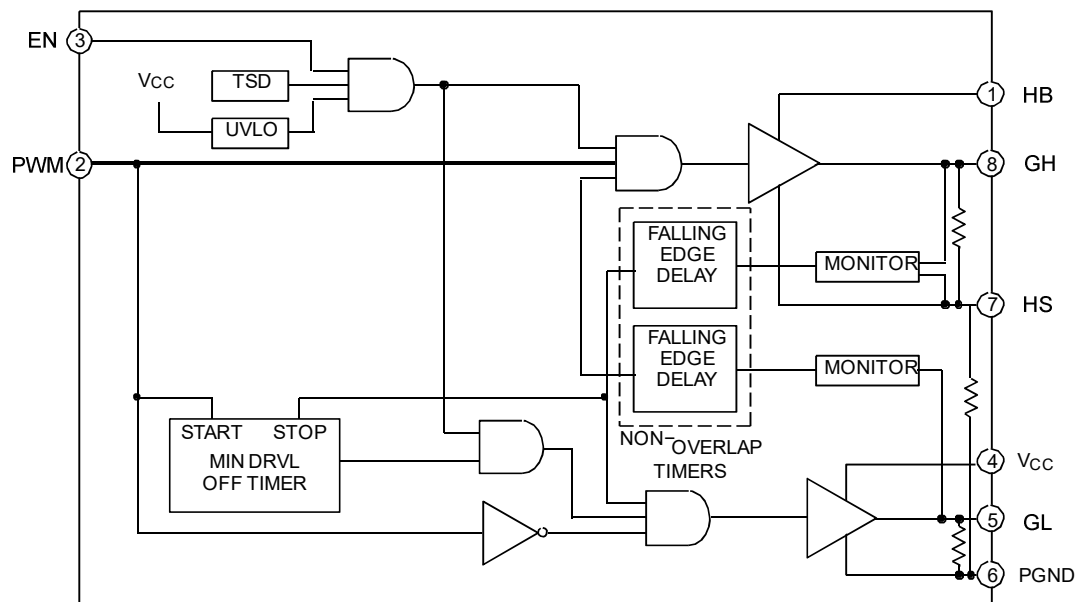 EN 3
VCC
TSD
UVLO
PWM 2
1 HB
8 GH
FALLING
EDGE
DELAY
MONITOR
7 HS
FALLING
EDGE
DELAY
MONITOR
START STOP
MIN DRVL
OFF TIMER
NON−
OVERLAP
TIMERS
4 VCC
5 GL
6 PGND